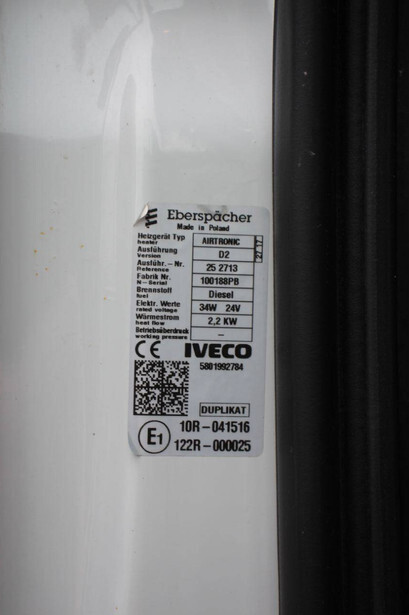 Eberspächer
Made in Poland
Heizgerät Typ
heater
AIRTRONIC
Ausführung
Version
D2
27.17
Ausführ.-Nr.
Preference
25 2713
Fabrik Nr
N-Serial
100188PB
Brennstoff
fuel
Diesel
Elektr. Werte
rated voltage
34W 24V
Wärmestrom
heat flow
2,2 KW
Betriebsüberdruck
working pressure
–
CE IVECO
5801992784
DUPLIKAT
E1
10R-041516
122R-000025